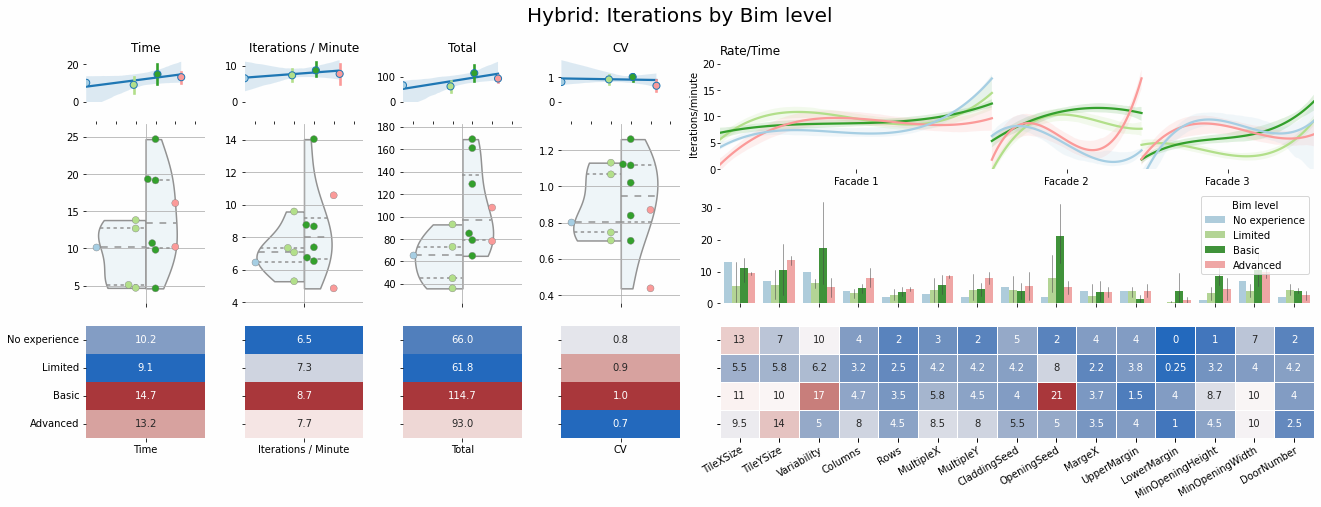 Hybrid: Iterations by Bim level
Time
20
0
Iterations / Minute
10
0
Total
100
0
CV
1
0
Rate/Time
Iterations/minute
20
15
10
5
0
Facade 1
Facade 2
Facade 3
25
20
15
10
5
14
12
10
8
6
4
180
160
140
120
100
80
60
40
1.2
1.0
0.8
0.6
0.4
30
20
10
0
Bim level
No experience
Limited
Basic
Advanced
No experience 10.2 6.5 66.0 0.8 13 7 10 4 2 3 2 5 2 4 4 0 1 7 2
Limited 9.1 7.3 61.8 0.9 5.5 5.8 6.2 3.2 2.5 4.2 4.2 4.2 8 2.2 3.8 0.25 3.2 4 4.2
Basic 14.7 8.7 114.7 1.0 11 10 17 4.7 3.5 5.8 4.5 4 21 3.7 1.5 4 8.7 10 4
Advanced 13.2 7.7 93.0 0.7 9.5 14 5 8 4.5 8.5 8 5.5 5 3.5 4 1 4.5 10 2.5
Time
Iterations / Minute
Total
CV
TileXSize
TileYSize
Variability
Columns
Rows
MultipleX
MultipleY
CladdingSeed
OpeningSeed
MargeX
UpperMargin
LowerMargin
MinOpeningHeight
MinOpeningWidth
DoorNumber